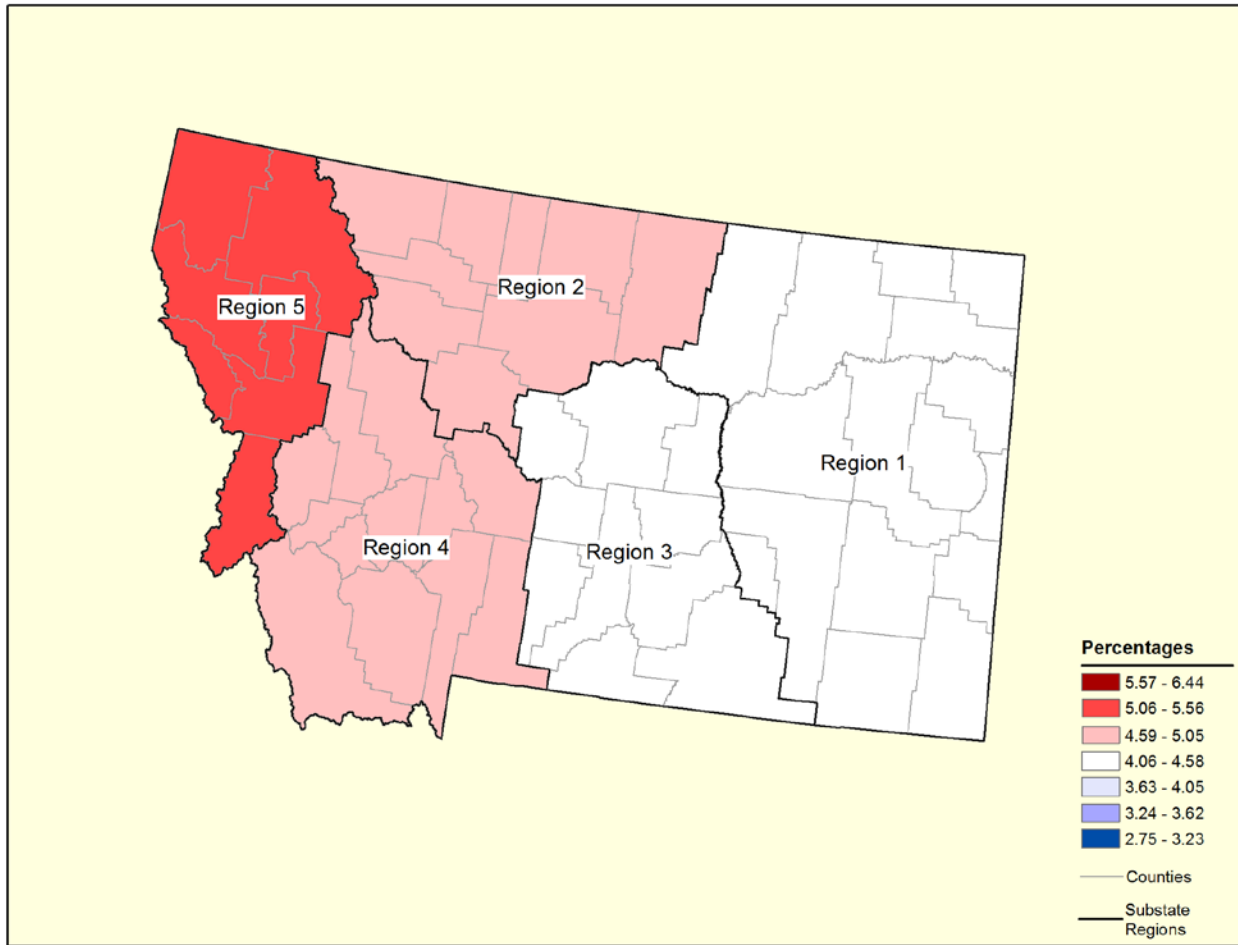 Region 2
Region 5
Region 1
Region 4
Region 3
Percentages
5.57 - 6.44
5.06 - 5.56
4.59 - 5.05
4.06 - 4.58
3.63 - 4.05
3.24 - 3.62
2.75 - 3.23
Counties
Substate
Regions